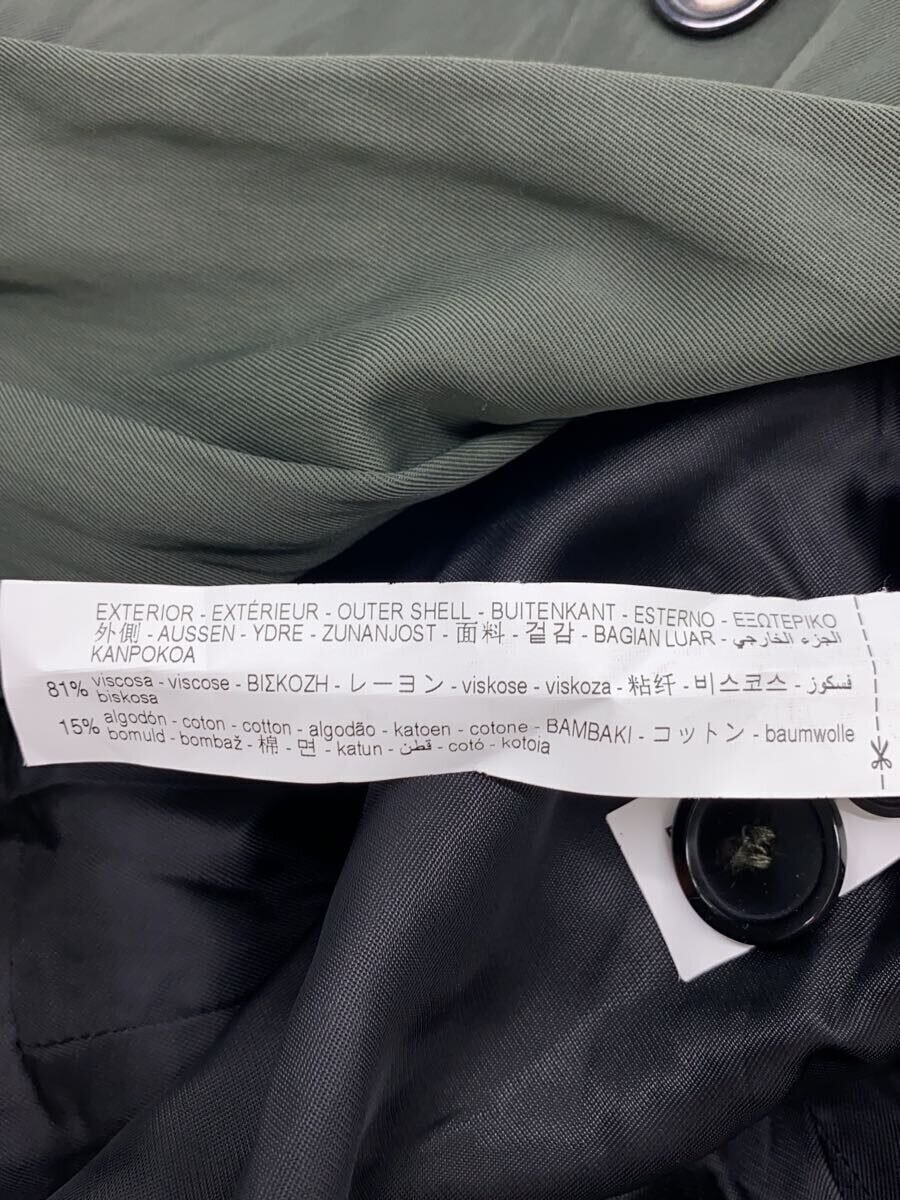 EXTERIOR - EXTÉRIEUR - OUTER SHELL - BUITENKANT - ESTERNO - ΕΞΩΤΕΡΙΚΟ
外側 - AUSSEN - YDRE - ZUNANJOST - 面料 - 겉감 - BAGIAN LUAR - الجزء الخارجي
KANPOKOA
81% viscosa - viscose - ΒΙΣΚΟΖΗ - レーヨン - viskose - viskoza - 粘纤 - 비스코스 - فسكوز
biskosa
15% algodón - coton - cotton - algodão - katoen - cotone - BAMBAKI - コットン - baumwolle
bomuld - bombaž - 棉 - 면 - katun - قطن - cotó - kotoia